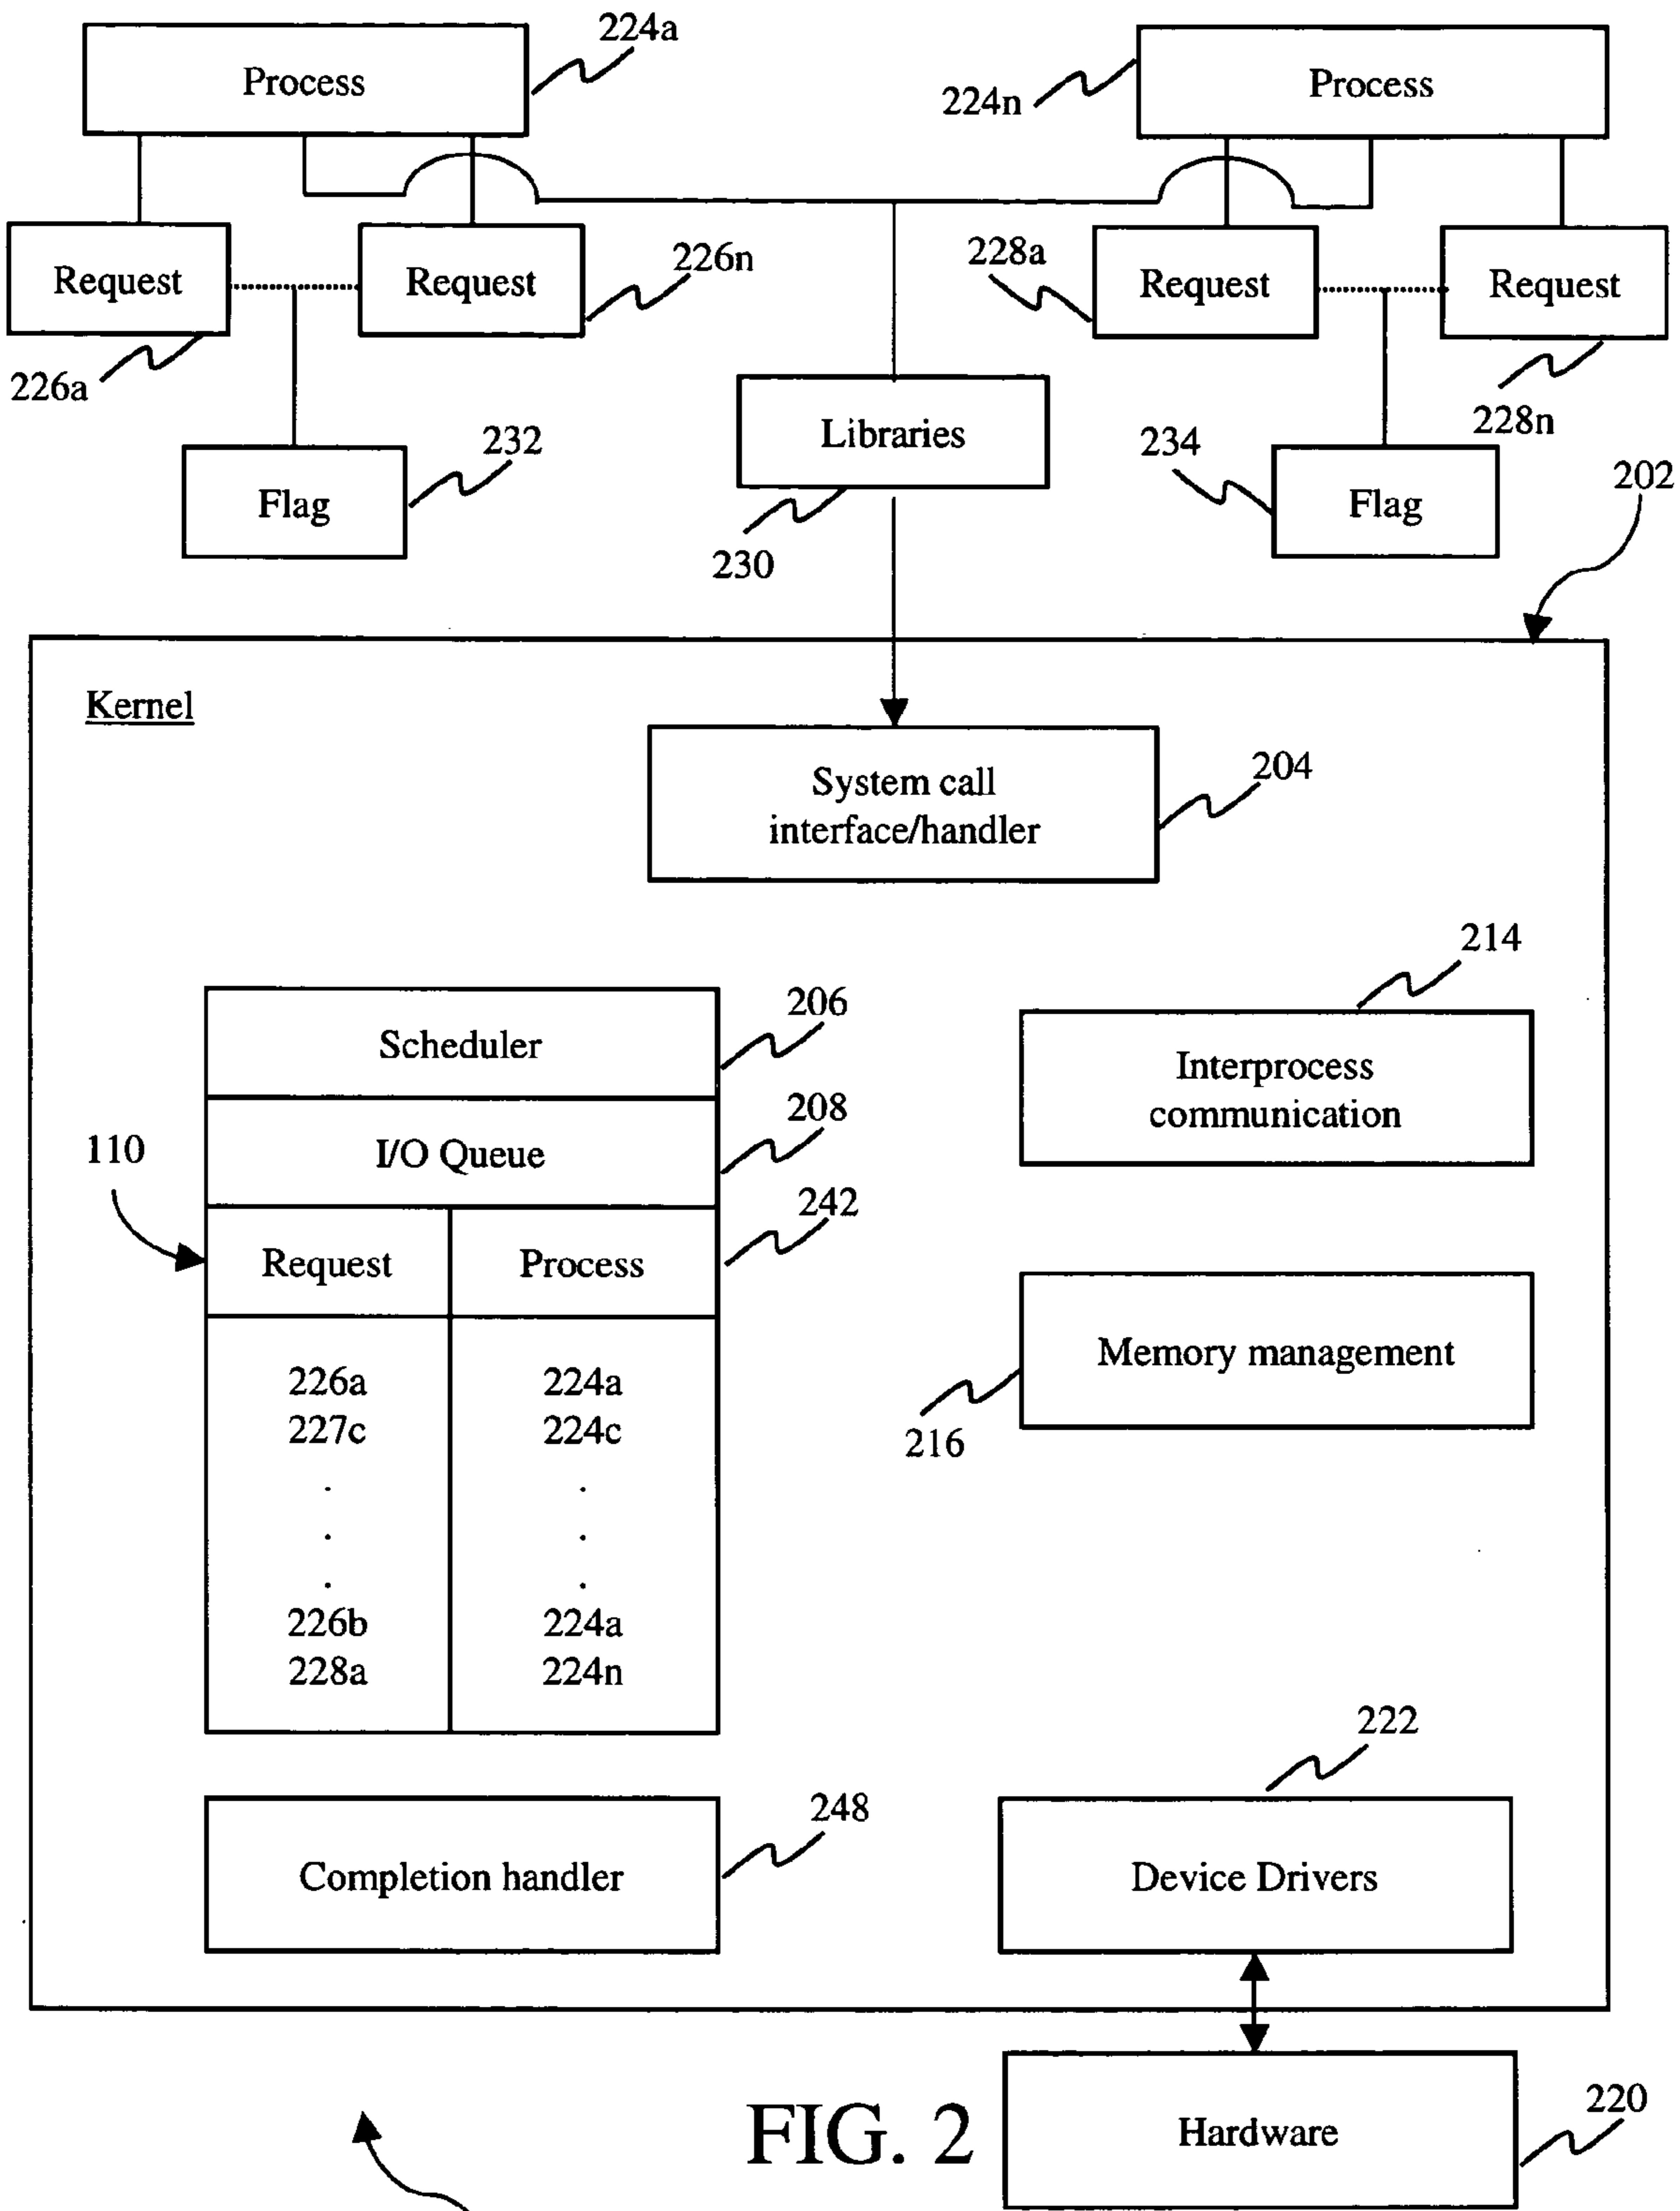 224a
Process
224n
Process
Request
Request
226n
228a
Request
Request
226a
228n
Libraries
230
232
Flag
234
Flag
202
Kernel
System call
interface/handler
204
214
Interprocess
communication
206
Scheduler
208
I/O Queue
110
242
Request
Process
226a 224a
227c 224c
. .
. .
. .
226b 224a
228a 224n
Memory management
216
222
248
Completion handler
Device Drivers
FIG. 2
Hardware
220